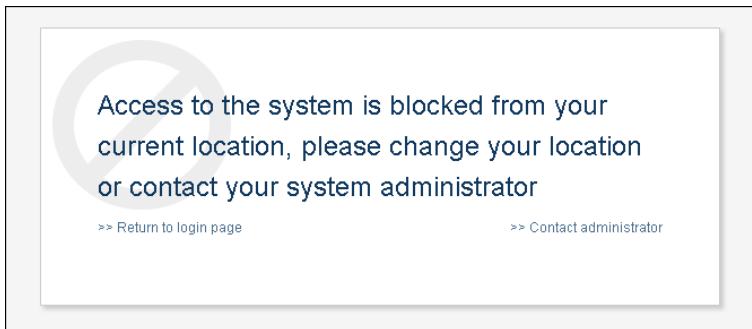 Access to the system is blocked from your
current location, please change your location
or contact your system administrator
>> Return to login page
>> Contact administrator